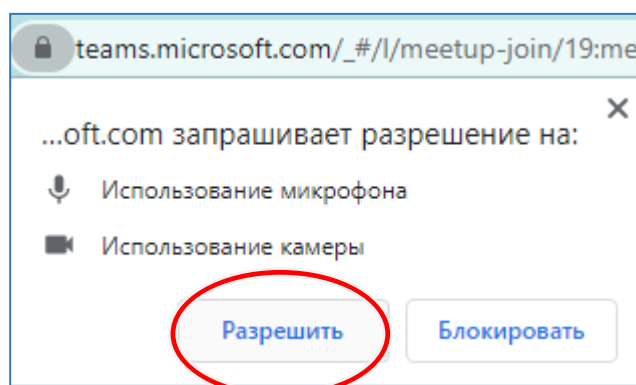 teams.microsoft.com/_#/l/meetup-join/19:me
...oft.com запрашивает разрешение на:
Использование микрофона
Использование камеры
Разрешить Блокировать